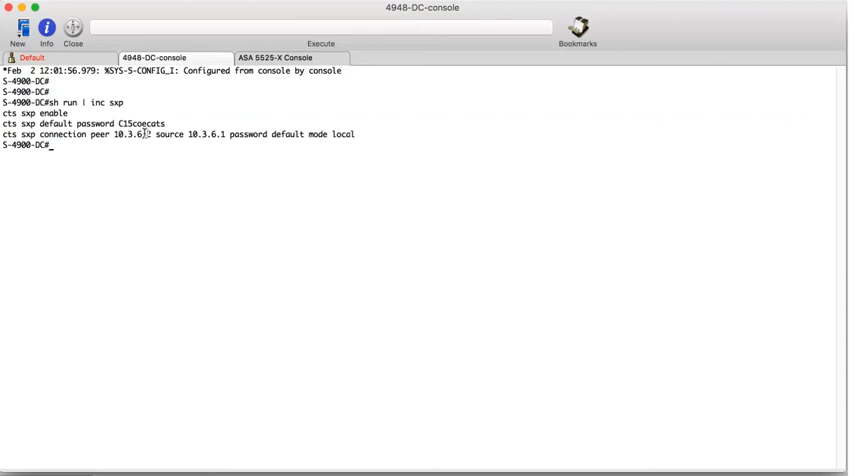 4948-DC-console
New Info Close Execute Bookmarks
Default 4948-DC-console ASA 5525-X Console
*Feb  2 12:01:56.979: %SYS-5-CONFIG_I: Configured from console by console
S-4900-DC#
S-4900-DC#
S-4900-DC#sh run | inc sxp
cts sxp enable
cts sxp default password C15coecats
cts sxp connection peer 10.3.6.2 source 10.3.6.1 password default mode local
S-4900-DC#